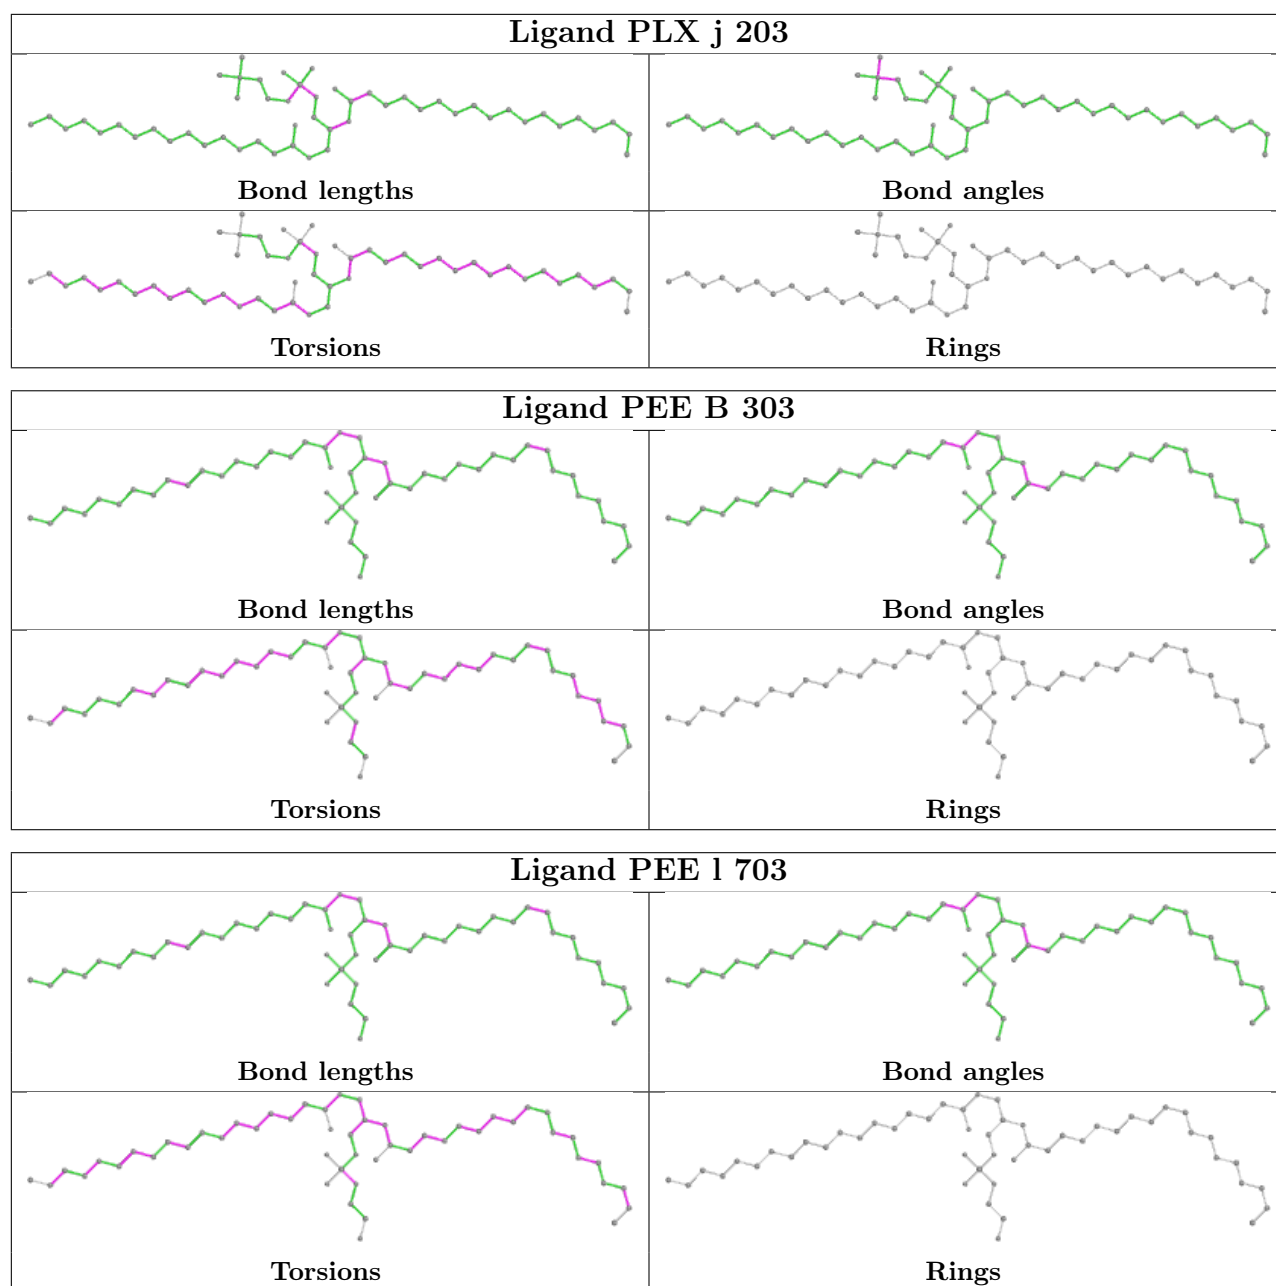 Ligand PLX j 203
Bond lengths
Bond angles
Torsions
Rings
Ligand PEE B 303
Bond lengths
Bond angles
Torsions
Rings
Ligand PEE l 703
Bond lengths
Bond angles
Torsions
Rings